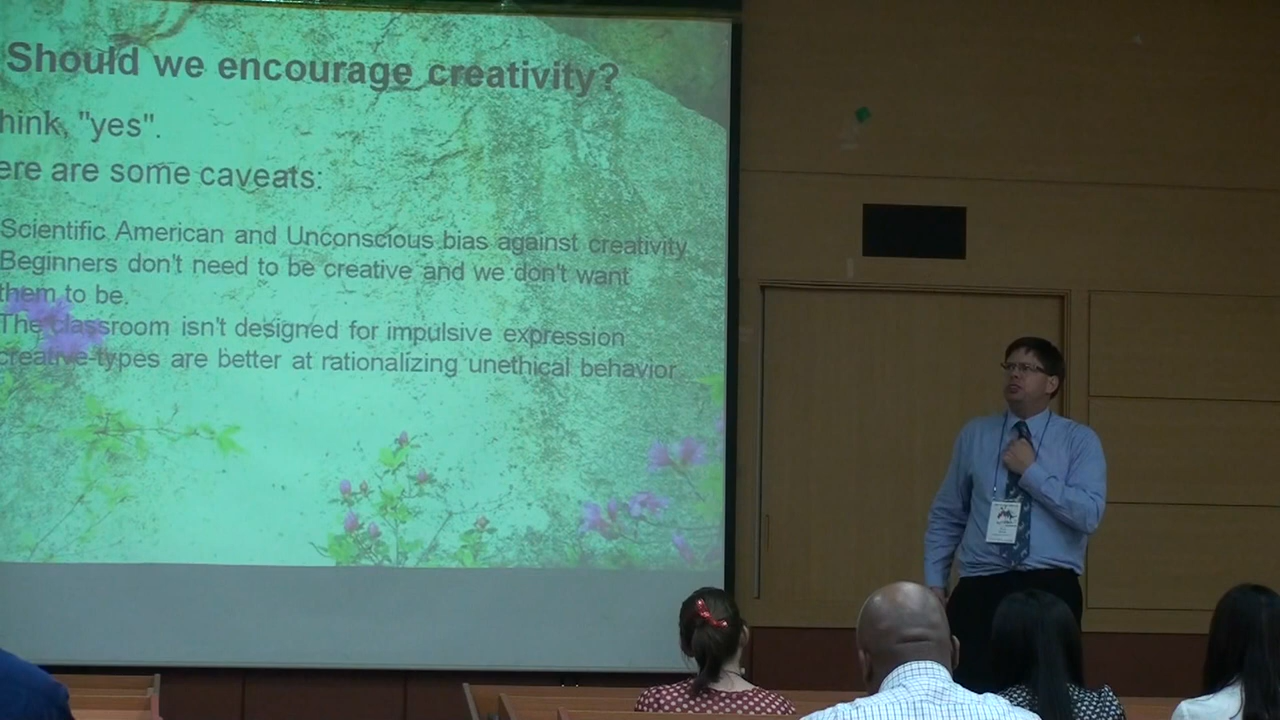 Should we encourage creativity?
hink, "yes".
ere are some caveats:
Scientific American and Unconscious bias against creativity
Beginners don't need to be creative and we don't want
them to be.
The classroom isn't designed for impulsive expression
creative types are better at rationalizing unethical behavior.